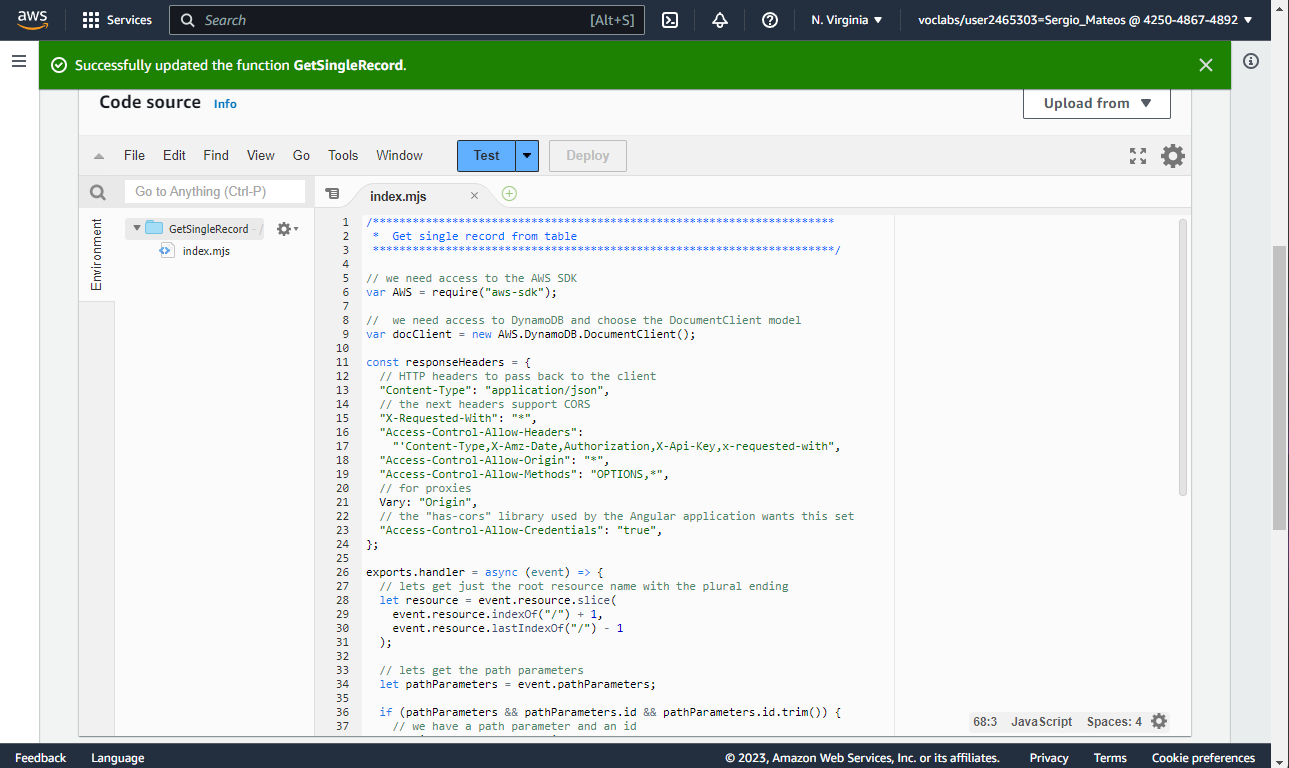 aws
Services
Search
[Alt+S]
N. Virginia
voclabs/user2465303=Sergio_Mateos @ 4250-4867-4892
Successfully updated the function GetSingleRecord.
Code source Info
Upload from
File Edit Find View Go Tools Window
Test
Deploy
Go to Anything (Ctrl-P)
index.mjs
Environment
GetSingleRecord - /
index.mjs
1 /**********************************************************************
2 * Get single record from table
3 **********************************************************************/
4
5 // we need access to the AWS SDK
6 var AWS = require("aws-sdk");
7
8 // we need access to DynamoDB and choose the DocumentClient model
9 var docClient = new AWS.DynamoDB.DocumentClient();
10
11 const responseHeaders = {
12 // HTTP headers to pass back to the client
13 "Content-Type": "application/json",
14 // the next headers support CORS
15 "X-Requested-With": "*",
16 "Access-Control-Allow-Headers":
17 "'Content-Type,X-Amz-Date,Authorization,X-Api-Key,x-requested-with",
18 "Access-Control-Allow-Origin": "*",
19 "Access-Control-Allow-Methods": "OPTIONS,*",
20 // for proxies
21 Vary: "Origin",
22 // the "has-cors" library used by the Angular application wants this set
23 "Access-Control-Allow-Credentials": "true",
24 };
25
26 exports.handler = async (event) => {
27 // lets get just the root resource name with the plural ending
28 let resource = event.resource.slice(
29 event.resource.indexOf("/") + 1,
30 event.resource.lastIndexOf("/") - 1
31 );
32
33 // lets get the path parameters
34 let pathParameters = event.pathParameters;
35
36 if (pathParameters && pathParameters.id && pathParameters.id.trim()) {
37 // we have a path parameter and an id
68:3 JavaScript Spaces: 4
Feedback Language
© 2023, Amazon Web Services, Inc. or its affiliates. Privacy Terms Cookie preferences